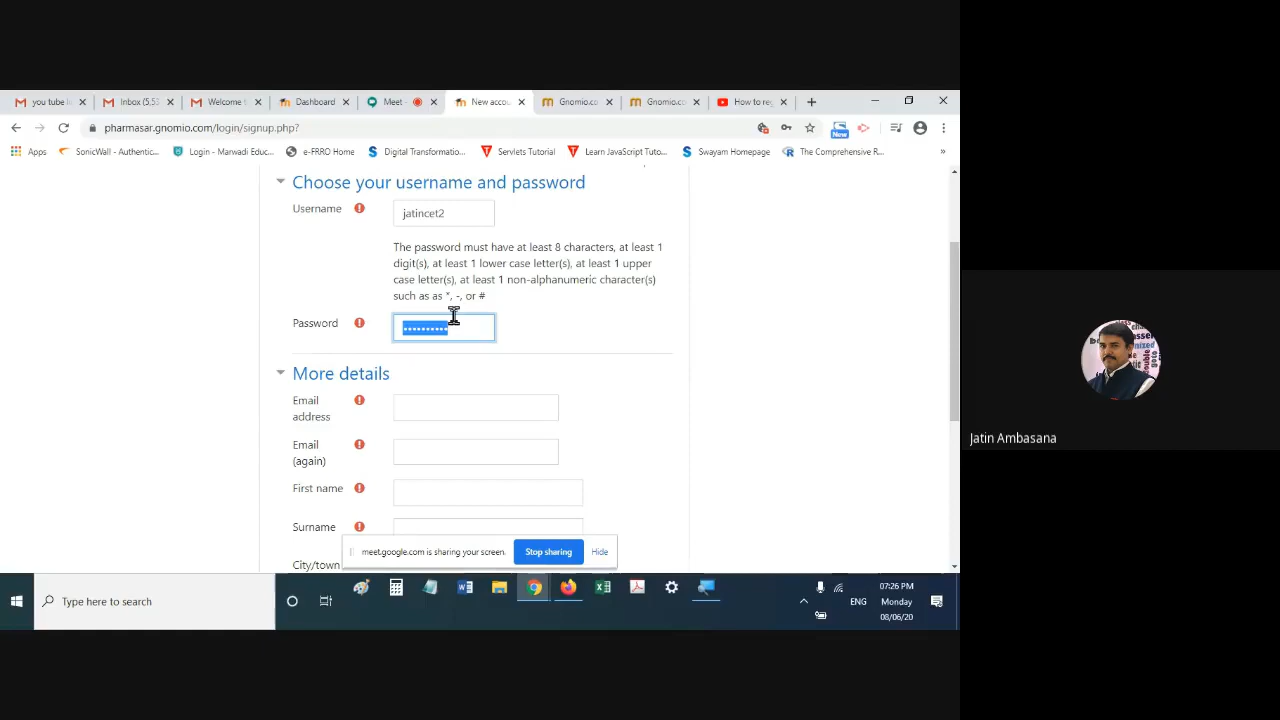 you tube l
Inbox (5,53
Welcome t
Dashboard
Meet -
New accou
Gnomio.co
Gnomio.co
How to reg
pharmasar.gnomio.com/login/signup.php?
New
Apps
SonicWall - Authentic...
Login - Marwadi Educ...
e-FRRO Home
Digital Transformatio...
Servlets Tutorial
Learn JavaScript Tuto...
Swayam Homepage
The Comprehensive R...
»
Choose your username and password
Username
jatincet2
The password must have at least 8 characters, at least 1
digit(s), at least 1 lower case letter(s), at least 1 upper
case letter(s), at least 1 non-alphanumeric character(s)
such as as *, -, or #
Password
More details
Email
address
Email
(again)
First name
Surname
City/town
meet.google.com is sharing your screen.
Stop sharing
Hide
Type here to search
ENG
07:26 PM
Monday
08/06/20
Jatin Ambasana